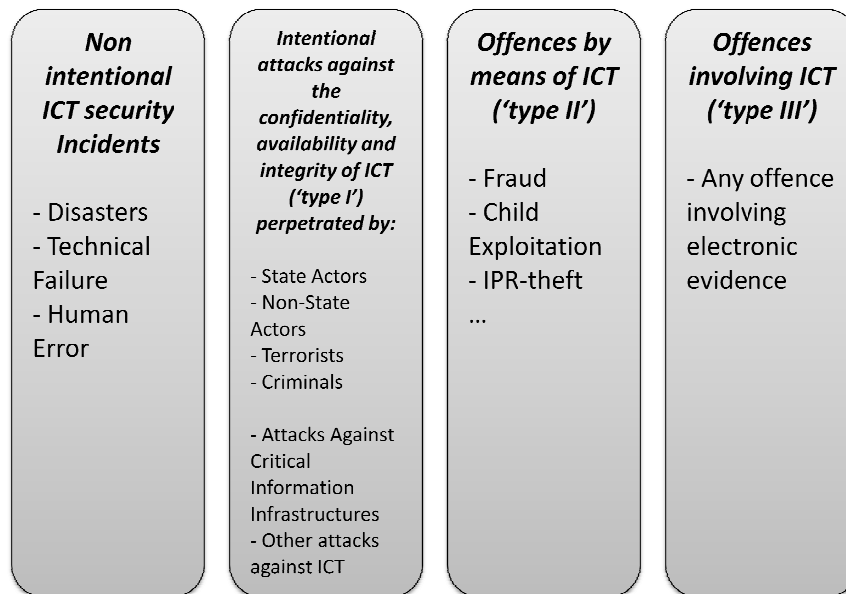 Non
intentional
ICT security
Incidents
- Disasters
- Technical
Failure
- Human
Error
Intentional
attacks against
the
confidentiality,
availability and
integrity of ICT
(‘type I’)
perpetrated by:
- State Actors
- Non-State
Actors
- Terrorists
- Criminals
- Attacks Against
Critical
Information
Infrastructures
- Other attacks
against ICT
Offences by
means of ICT
(‘type II’)
- Fraud
- Child
Exploitation
- IPR-theft
...
Offences
involving ICT
(‘type III’)
- Any offence
involving
electronic
evidence